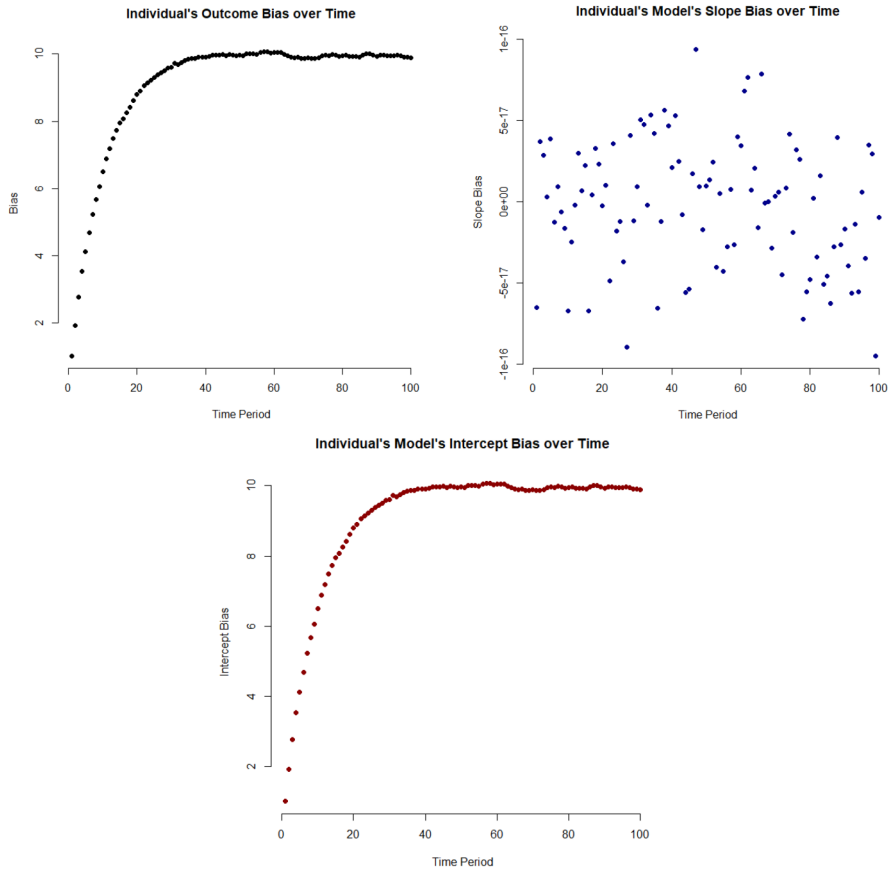 Individual's Outcome Bias over Time
Bias
10
8
6
4
2
0 20 40 60 80 100
Time Period
Individual's Model's Slope Bias over Time
Slope Bias
1e-16
5e-17
0e+00
-5e-17
-1e-16
0 20 40 60 80 100
Time Period
Individual's Model's Intercept Bias over Time
Intercept Bias
10
8
6
4
2
0 20 40 60 80 100
Time Period